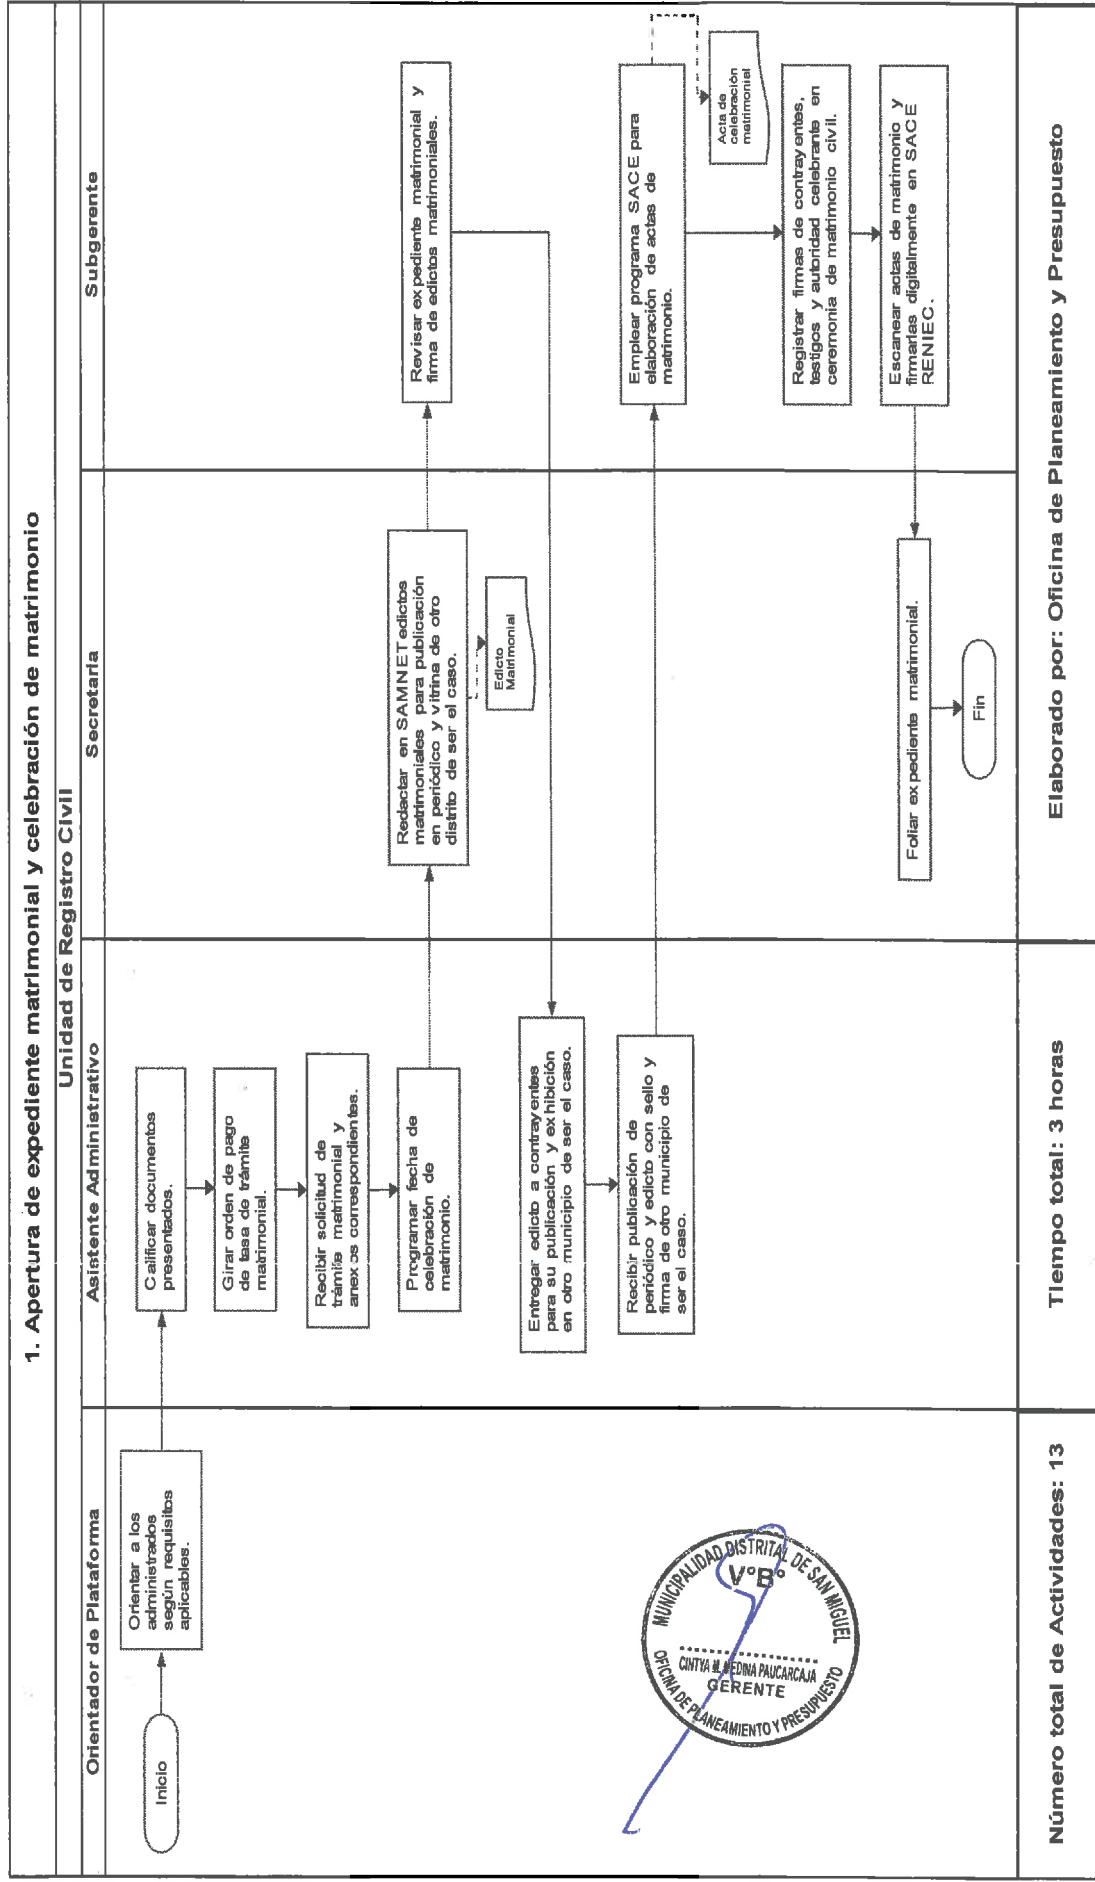 1. Apertura de expediente matrimonial y celebración de matrimonio
Unidad de Registro Civil
Orientador de Plataforma
Asistente Administrativo
Secretaria
Subgerente
Inicio
Orientar a los
administrados
según requisitos
aplicables.
Calificar documentos
presentados.
Girar orden de pago
de tasa de trámite
matrimonial.
Recibir solicitud de
trámite matrimonial y
anexos correspondientes.
Programar fecha de
celebración de
matrimonio.
Redactar en SAMNET edictos
matrimoniales para publicación
en periódico y vitrina de otro
distrito de ser el caso.
Edicto
Matrimonial
Revisar expediente matrimonial y
firma de edictos matrimoniales.
Entregar edicto a contrayentes
para su publicación y exhibición
en otro municipio de ser el caso.
Recibir publicación de
periódico y edicto con sello y
firma de otro municipio de
ser el caso.
Emplear programa SACE para
elaboración de actas de
matrimonio.
Acta de
celebración
matrimonial
Registrar firmas de contrayentes,
testigos y autoridad celebrante en
ceremonia de matrimonio civil.
Escanear actas de matrimonio y
firmarlas digitalmente en SACE
RENIEC.
Foliar expediente matrimonial.
Fin
MUNICIPALIDAD DISTRITAL DE SAN MIGUEL
V°B°
CINTYA M. MEDINA PAUCARCAJA
GERENTE
OFICINA DE PLANEAMIENTO Y PRESUPUESTO
Número total de Actividades: 13
Tiempo total: 3 horas
Elaborado por: Oficina de Planeamiento y Presupuesto